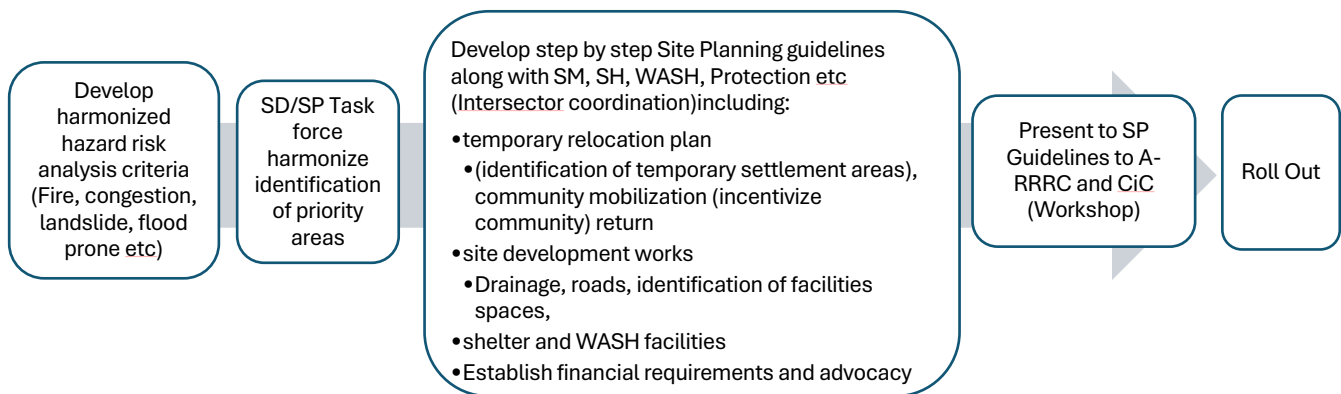 Develop
harmonized
hazard risk
analysis criteria
(Fire, congestion,
landslide, flood
prone etc)
SD/SP Task
force
harmonize
identification
of priority
areas
Develop step by step Site Planning guidelines
along with SM, SH, WASH, Protection etc
(Intersector coordination)including:
•temporary relocation plan
•(identification of temporary settlement areas),
community mobilization (incentivize
community) return
•site development works
•Drainage, roads, identification of facilities
spaces,
•shelter and WASH facilities
•Establish financial requirements and advocacy
Present to SP
Guidelines to A-
RRRC and CiC
(Workshop)
Roll Out